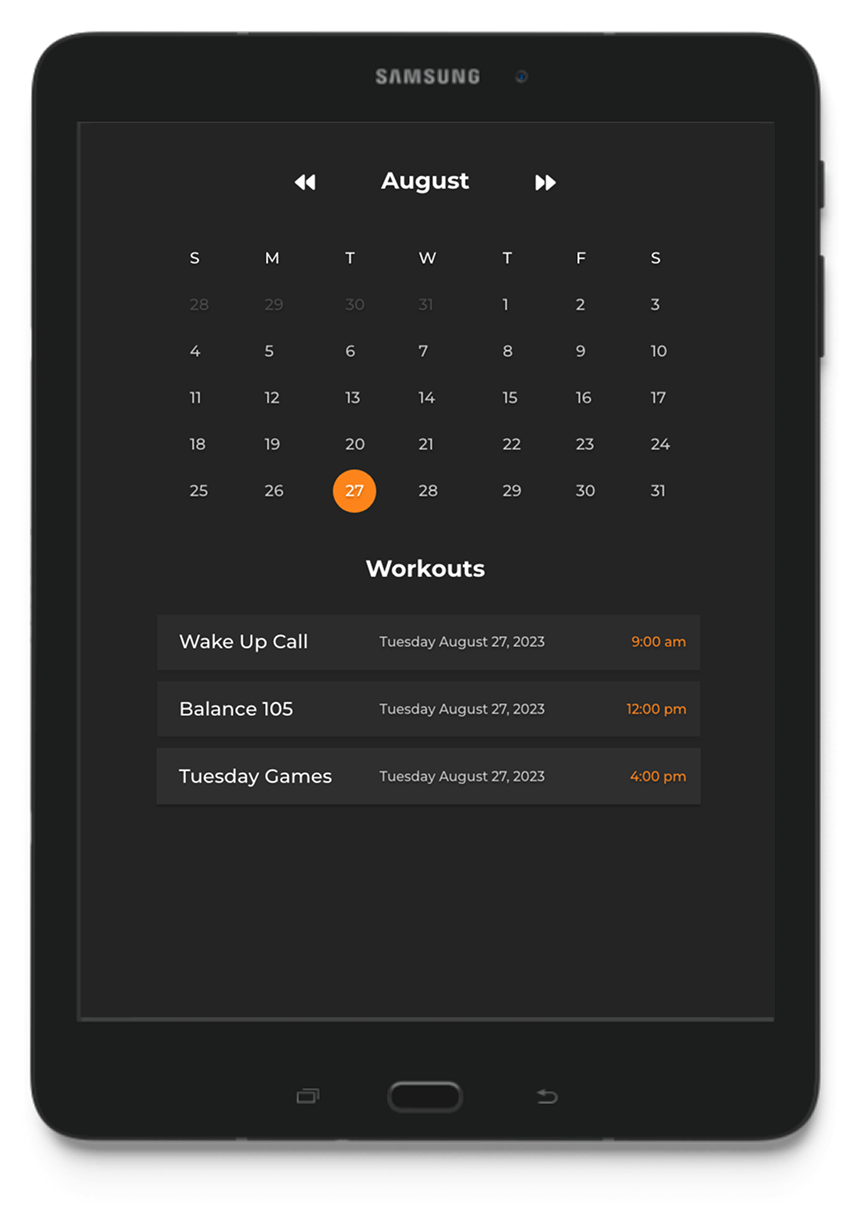 SAMSUNG
August
S M T W T F S
28 29 30 31 1 2 3
4 5 6 7 8 9 10
11 12 13 14 15 16 17
18 19 20 21 22 23 24
25 26 27 28 29 30 31
Workouts
Wake Up Call Tuesday August 27, 2023 9:00 am
Balance 105 Tuesday August 27, 2023 12:00 pm
Tuesday Games Tuesday August 27, 2023 4:00 pm